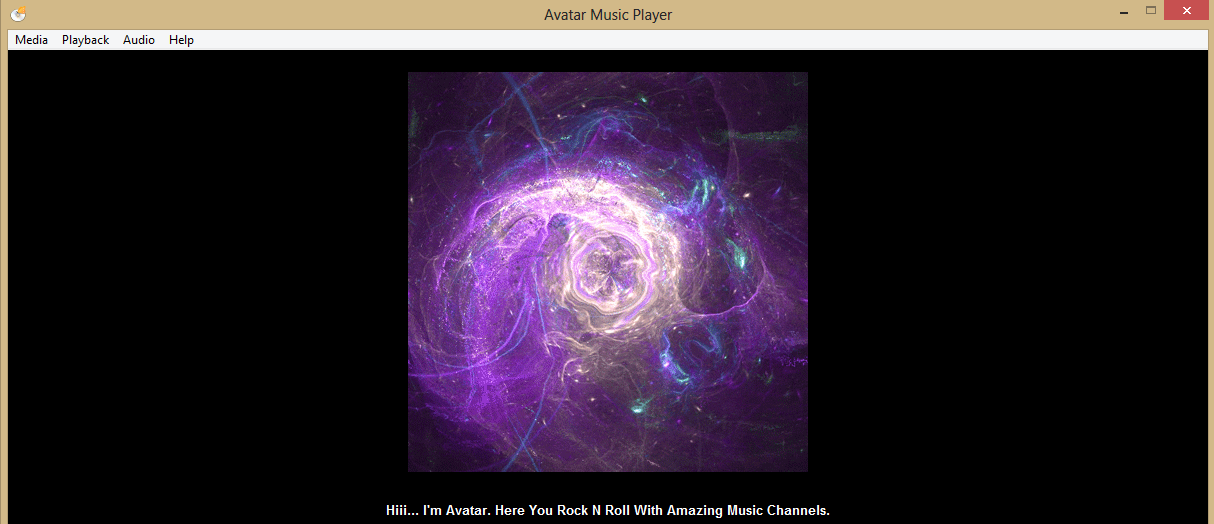 Avatar Music Player
Media Playback Audio Help
Hiii... I'm Avatar. Here You Rock N Roll With Amazing Music Channels.